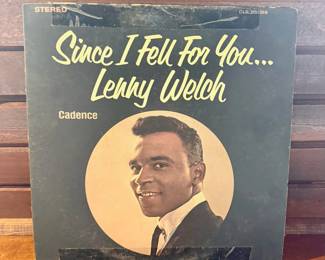 STEREO
Since I Fell For You...
Lenny Welch
Cadence